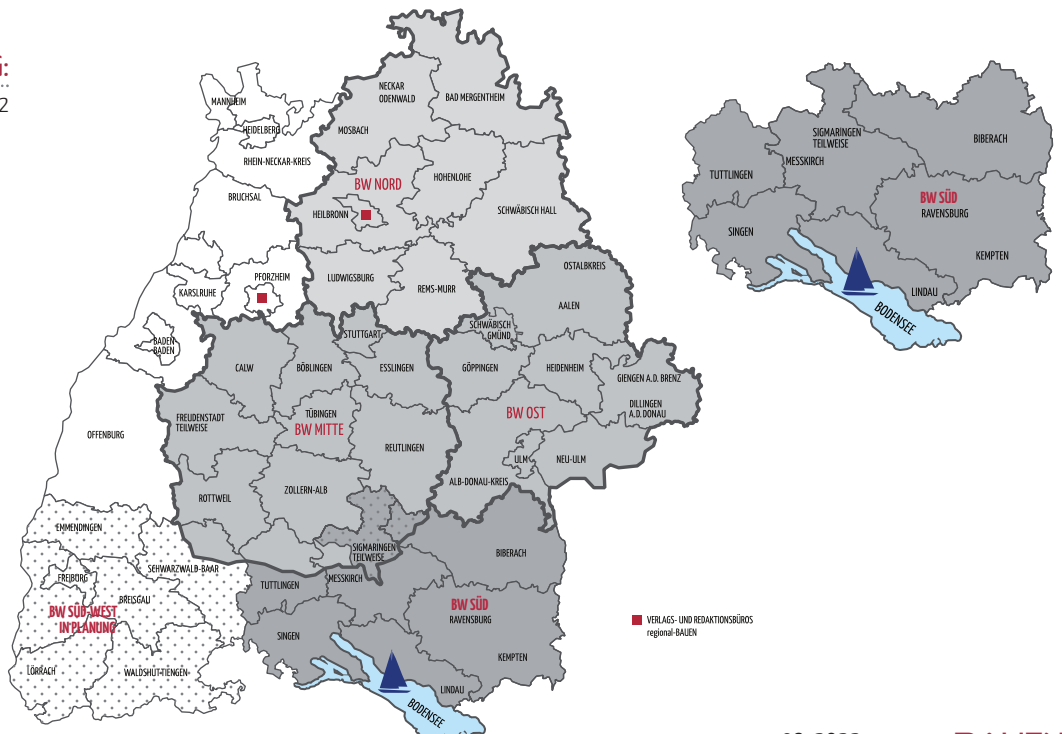 MANNHEIM
HEIDELBERG
RHEIN-NECKAR-KREIS
BRUCHSAL
KARSLRUHE
PFORZHEIM
BADEN
BADEN
OFFENBURG
NECKAR
ODENWALD
BAD MERGENTHEIM
MOSBACH
BW NORD
HOHENLOHE
HEILBRONN
SCHWÄBISCH HALL
LUDWIGSBURG
REMS-MURR
OSTALBKREIS
AALEN
SCHWÄBISCH
GMÜND
STUTTGART
CALW
BÖBLINGEN
ESSLINGEN
GÖPPINGEN
HEIDENHEIM
GIENGEN A.D. BRENZ
DILLINGEN
A.D.DONAU
FREUDENSTADT
TEILWEISE
TÜBINGEN
BW MITTE
BW OST
REUTLINGEN
ULM
NEU-ULM
ALB-DONAU-KREIS
ROTTWEIL
ZOLLERN-ALB
SIGMARINGEN
TEILWEISE
EMMENDINGEN
FREIBURG
SCHWARZWALD-BAAR
BREISGAU
BW SÜD-WEST
IN PLANUNG
LÖRRACH
WALDSHUT-TIENGEN
TUTTLINGEN
MESSKIRCH
BIBERACH
BW SÜD
RAVENSBURG
SINGEN
KEMPTEN
LINDAU
BODENSEE
SIGMARINGEN
TEILWEISE
BIBERACH
MESSKIRCH
TUTTLINGEN
BW SÜD
RAVENSBURG
SINGEN
KEMPTEN
LINDAU
BODENSEE
VERLAGS- UND REDAKTIONSBÜROS
regional-BAUEN